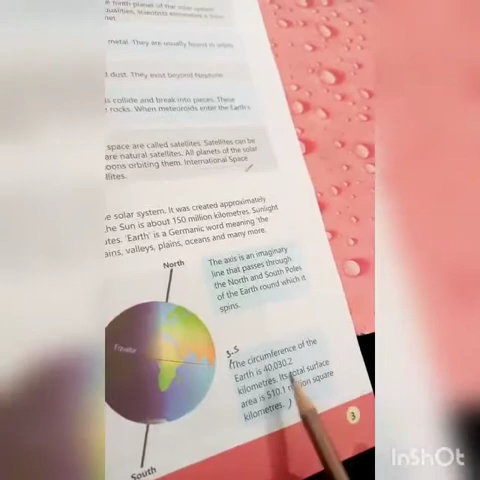 e ninth planet of the solar system
qualities, scientists eliminated it from
net.
metal. They are usually found in orbits
d dust. They exist beyond Neptune
ls collide and break into pieces. These
rocks. When meteoroids enter the Earth's
space are called satellites. Satellites can be
are natural satellites. All planets of the solar
oons orbiting them. International Space
llites.
e solar system. It was created approximately
he Sun is about 150 million kilometres. Sunlight
utes. 'Earth' is a Germanic word meaning 'the
ains, valleys, plains, oceans and many more.
North
The axis is an imaginary
line that passes through
the North and South Poles
of the Earth round which it
spins.
Equator
3.5
(The circumference of the
Earth is 40,030.2
kilometres. Its total surface
area is 510.1 million square
kilometres.)
South
3
InShOt